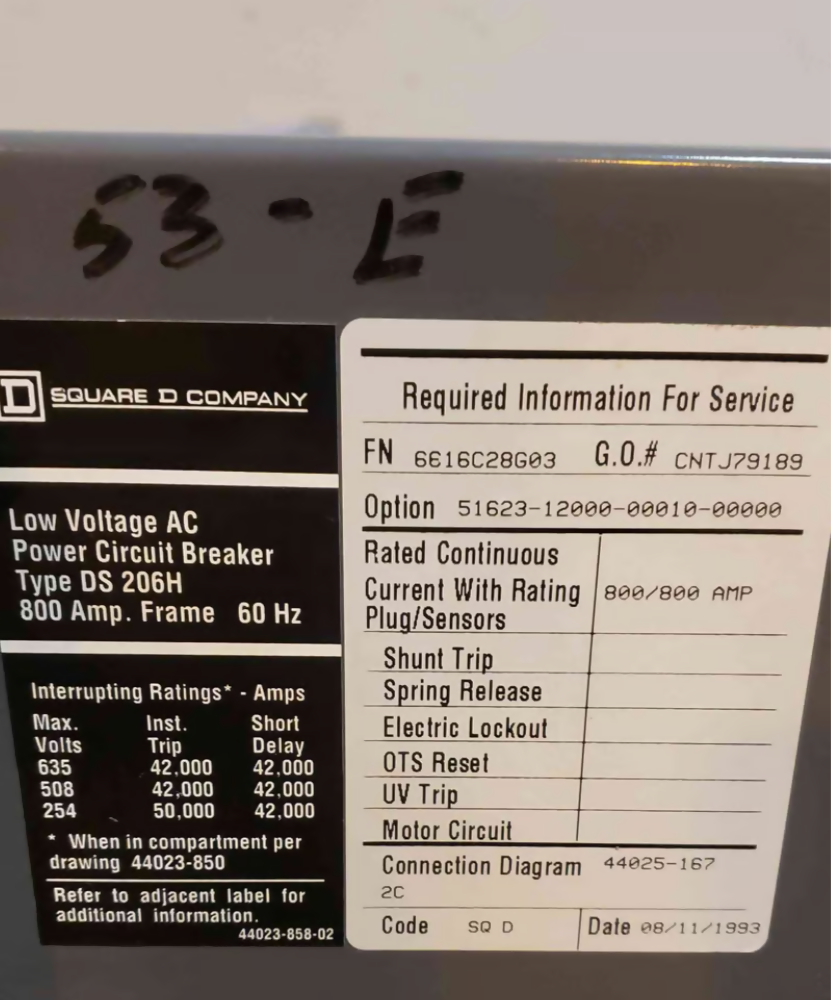 53-E
D SQUARE D COMPANY
Low Voltage AC
Power Circuit Breaker
Type DS 206H
800 Amp. Frame 60 Hz
Interrupting Ratings* - Amps
Max. Inst. Short
Volts Trip Delay
635 42,000 42,000
508 42,000 42,000
254 50,000 42,000
* When in compartment per
drawing 44023-850
Refer to adjacent label for
additional information.
44023-858-02
Required Information For Service
FN 6616C28G03 G.O.# CNTJ79189
Option 51623-12000-00010-00000
Rated Continuous
Current With Rating 800/800 AMP
Plug/Sensors
Shunt Trip
Spring Release
Electric Lockout
OTS Reset
UV Trip
Motor Circuit
Connection Diagram 44025-167
2C
Code SQ D Date 08/11/1993